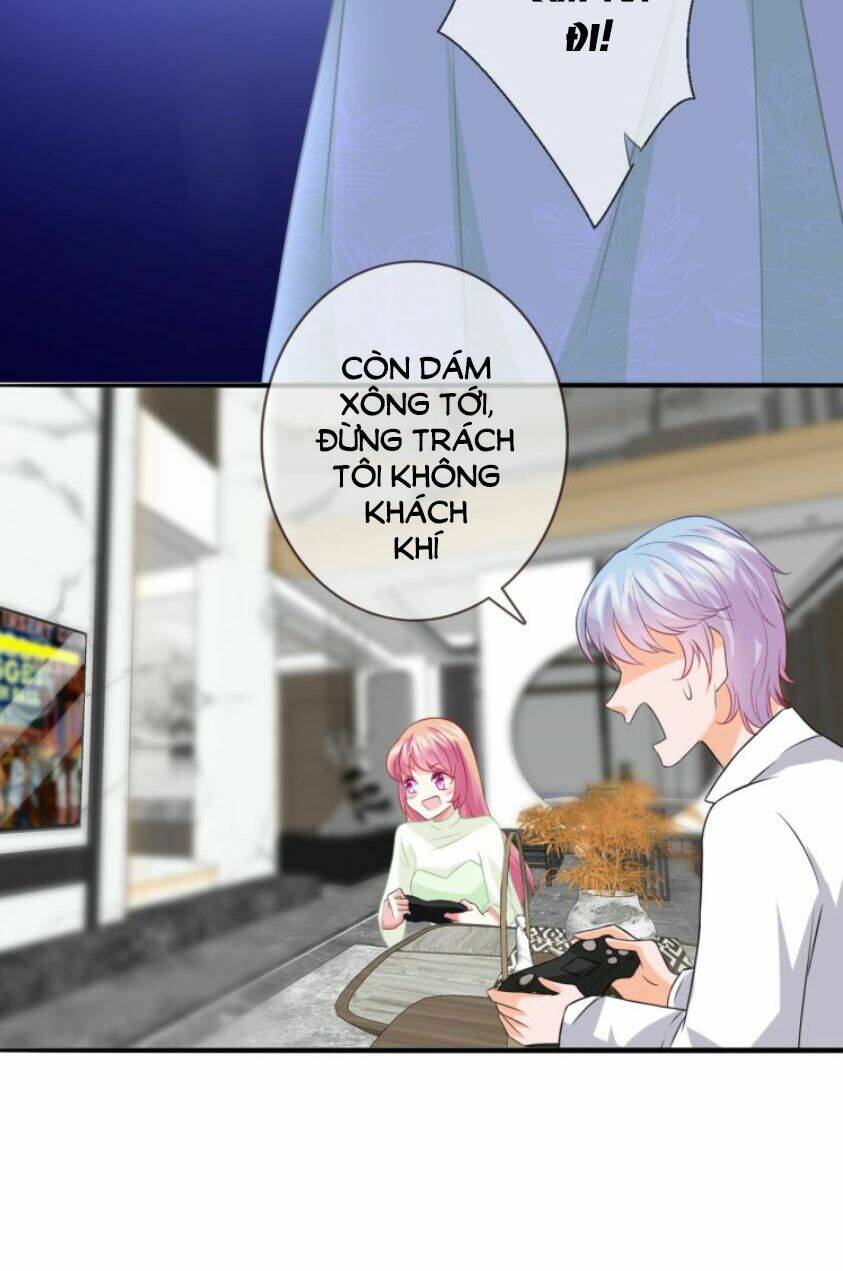 ĐI!
CÒN DÁM
XÔNG TỚI,
ĐỪNG TRÁCH
TÔI KHÔNG
KHÁCH
KHÍ